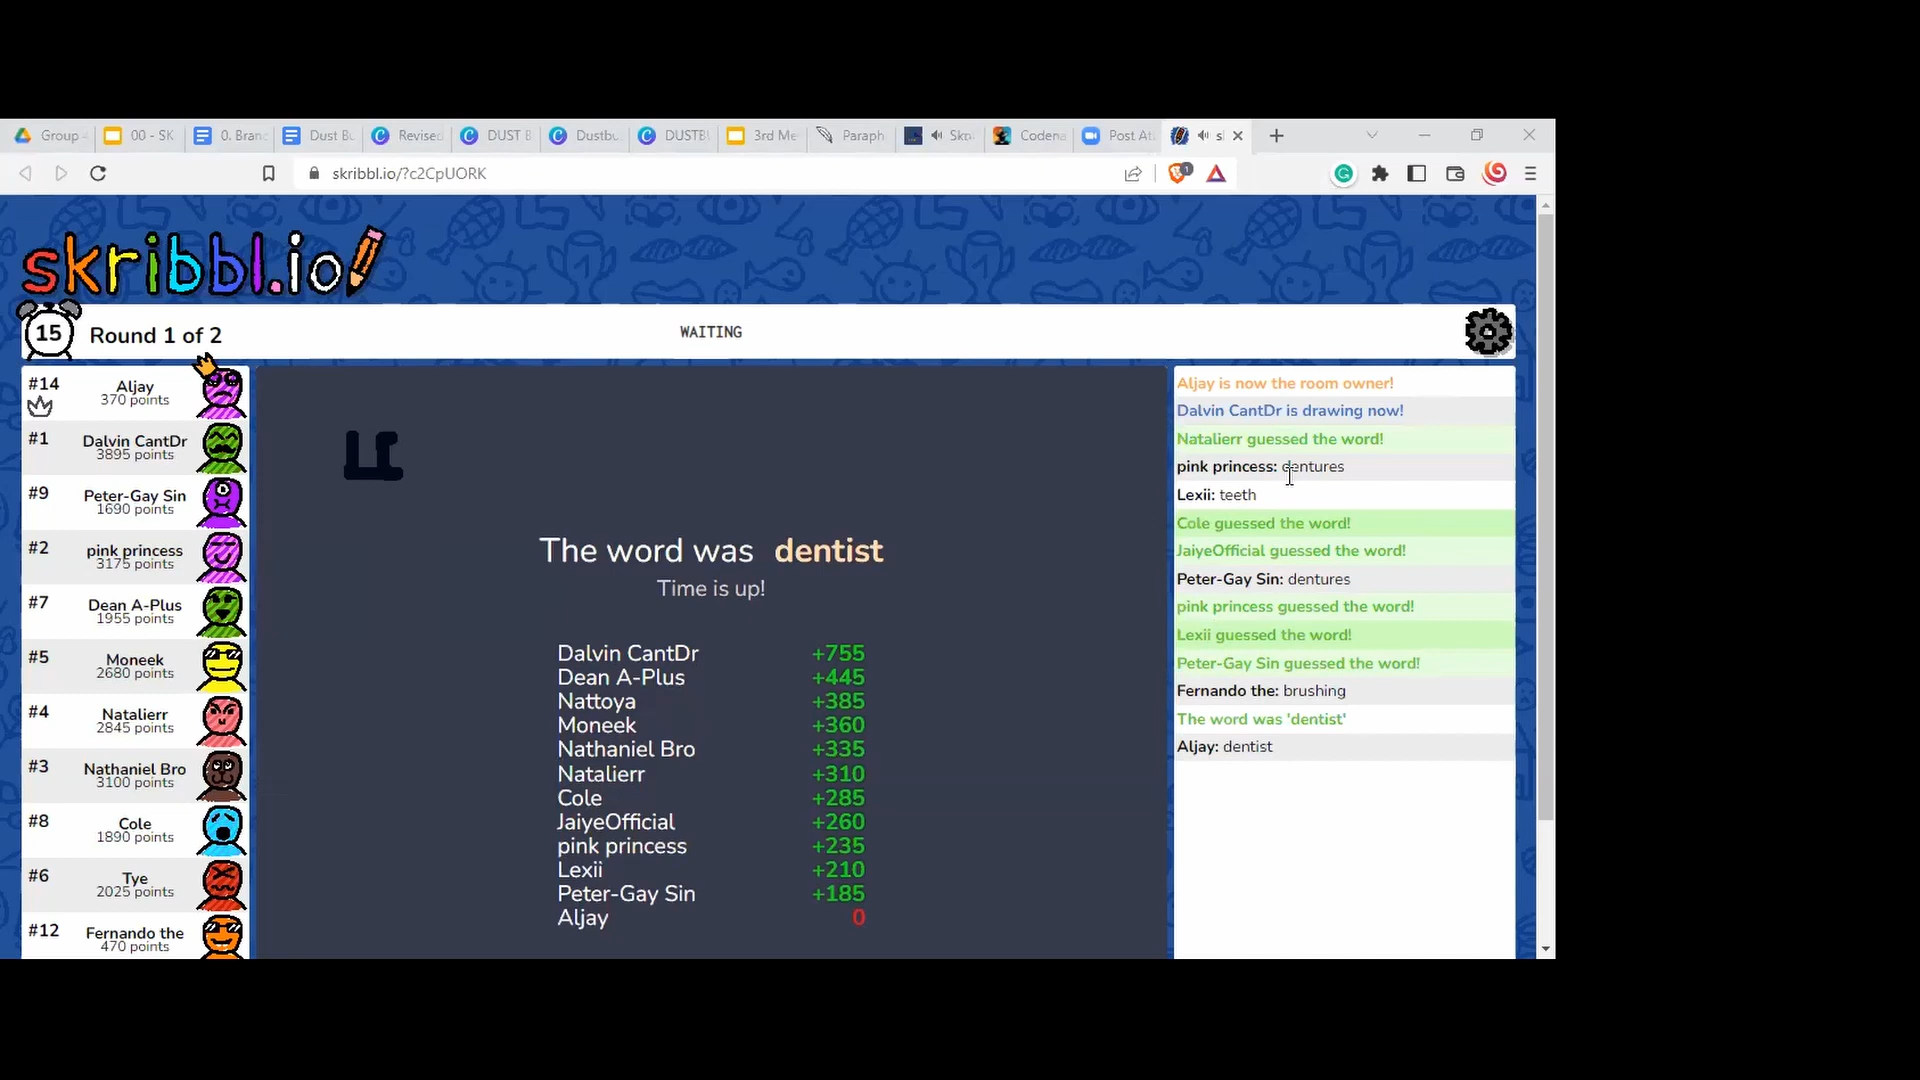 Group 4
00 - SK
0. Bran
Dust Bu
Revised
DUST B
Dustbu
DUSTBU
3rd Me
Paraph
Skr
Codena
Post At
s
skribbl.io/?c2CpUORK
1
skribbl.io
15
Round 1 of 2
WAITING
#14
Aljay
370 points
#1
Dalvin CantDr
3895 points
#9
Peter-Gay Sin
1690 points
#2
pink princess
3175 points
#7
Dean A-Plus
1955 points
#5
Moneek
2680 points
#4
Natalierr
2845 points
#3
Nathaniel Bro
3100 points
#8
Cole
1890 points
#6
Tye
2025 points
#12
Fernando the
470 points
The word was dentist
Time is up!
Dalvin CantDr +755
Dean A-Plus +445
Nattoya +385
Moneek +360
Nathaniel Bro +335
Natalierr +310
Cole +285
JaiyeOfficial +260
pink princess +235
Lexii +210
Peter-Gay Sin +185
Aljay 0
Aljay is now the room owner!
Dalvin CantDr is drawing now!
Natalierr guessed the word!
pink princess: dentures
Lexii: teeth
Cole guessed the word!
JaiyeOfficial guessed the word!
Peter-Gay Sin: dentures
pink princess guessed the word!
Lexii guessed the word!
Peter-Gay Sin guessed the word!
Fernando the: brushing
The word was 'dentist'
Aljay: dentist